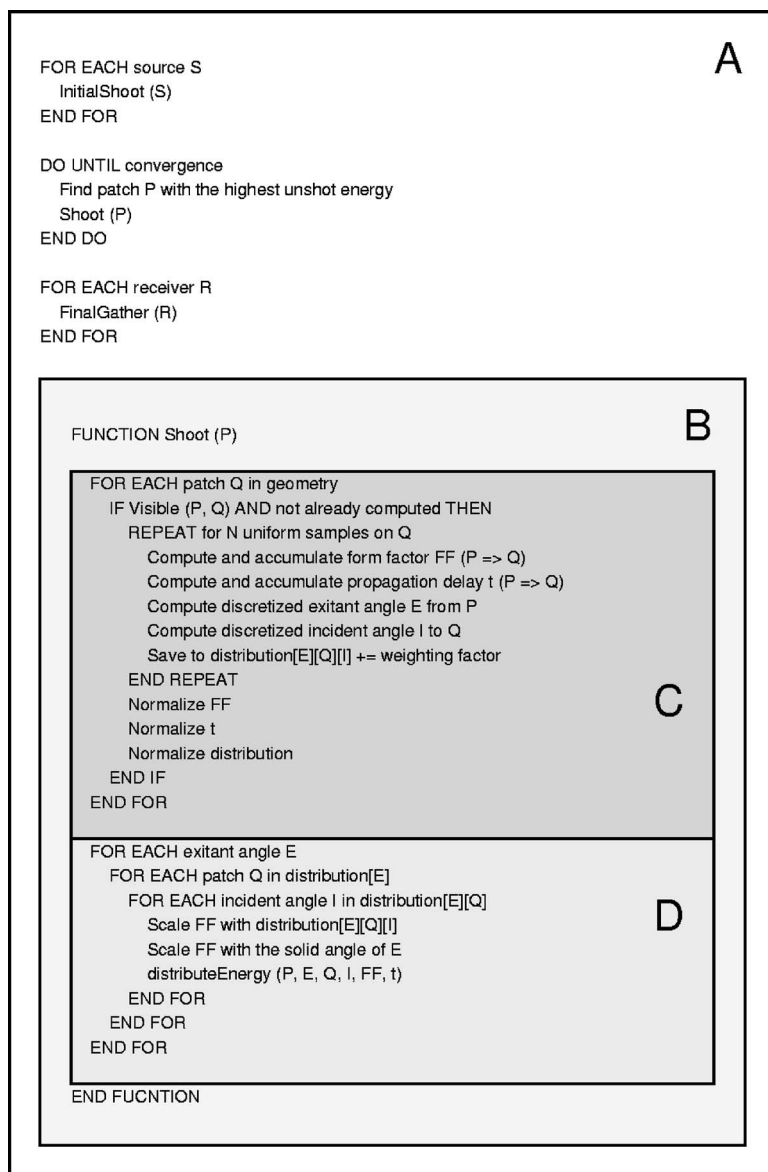 A
FOR EACH source S
InitialShoot (S)
END FOR
DO UNTIL convergence
Find patch P with the highest unshot energy
Shoot (P)
END DO
FOR EACH receiver R
FinalGather (R)
END FOR
B
FUNCTION Shoot (P)
FOR EACH patch Q in geometry
IF Visible (P, Q) AND not already computed THEN
REPEAT for N uniform samples on Q
Compute and accumulate form factor FF (P => Q)
Compute and accumulate propagation delay t (P => Q)
Compute discretized exitant angle E from P
Compute discretized incident angle I to Q
Save to distribution[E][Q][I] += weighting factor
END REPEAT
Normalize FF
C
Normalize t
Normalize distribution
END IF
END FOR
FOR EACH exitant angle E
FOR EACH patch Q in distribution[E]
FOR EACH incident angle I in distribution[E][Q]
Scale FF with distribution[E][Q][I]
D
Scale FF with the solid angle of E
distributeEnergy (P, E, Q, I, FF, t)
END FOR
END FOR
END FOR
END FUCNTION